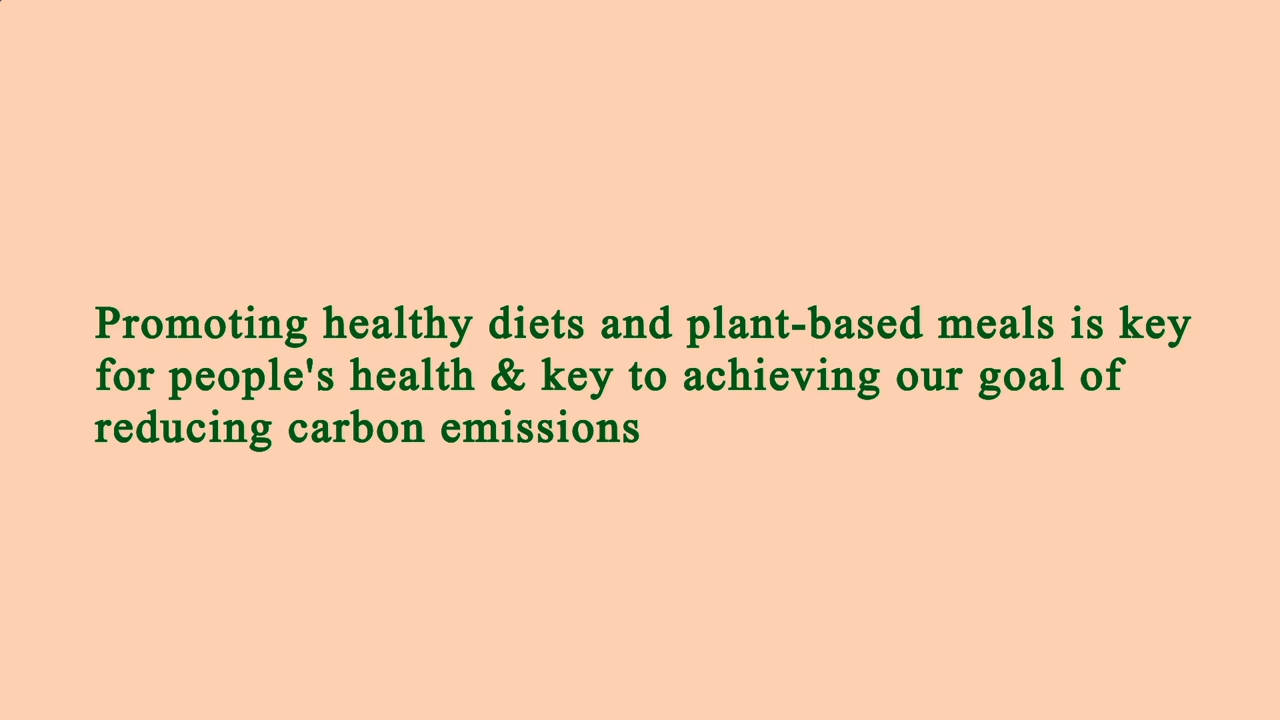 Promoting healthy diets and plant-based meals is key
for people's health & key to achieving our goal of
reducing carbon emissions